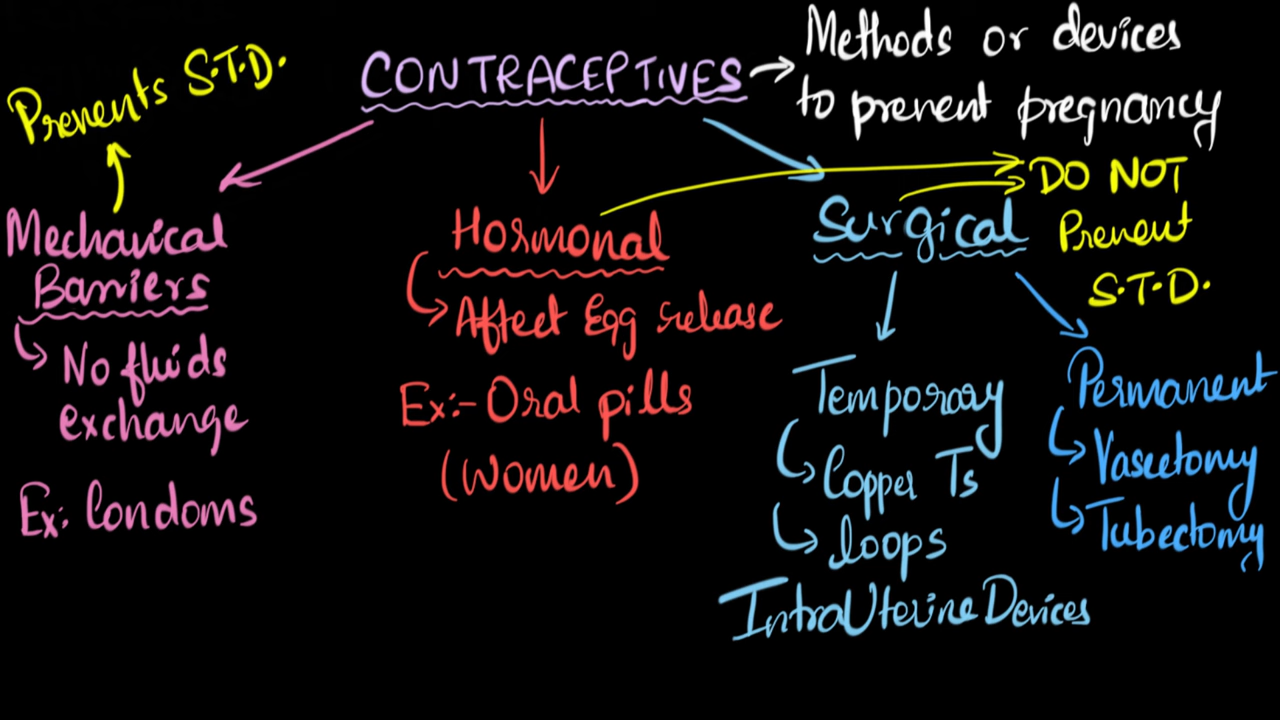 CONTRACEPTIVES
Methods or devices
to prevent pregnancy
Prevents S.T.D.
Mechanical
Barriers
No fluids
exchange
Ex: Condoms
Hormonal
Affect Egg release
Ex:- Oral pills
(Women)
Surgical
DO NOT
Prevent
S.T.D.
Temporary
Copper Ts
loops
IntraUterine Devices
Permanent
Vasectomy
Tubectomy